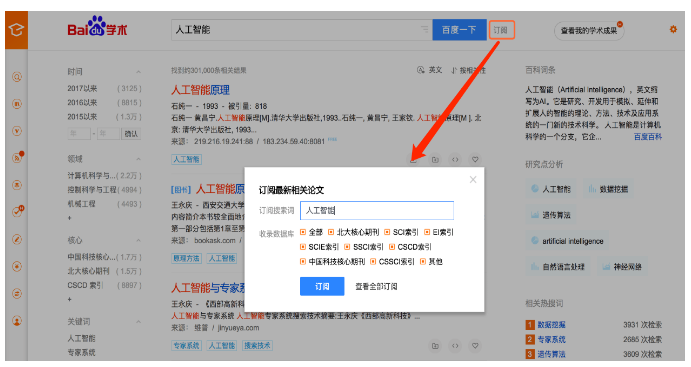 Baidu学术
人工智能
百度一下
订阅
查看我的学术成果
时间
2017以来 (3125)
2016以来 (8815)
2015以来 (1.3万)
年 - 年 确认
领域
计算机科学与...(2.2万)
控制科学与工程(4994)
机械工程 (4493)
+
核心
中国科技核心...(1.7万)
北大核心期刊 (1.5万)
CSCD 索引 (8897)
+
关键词
人工智能
专家系统
找到约301,000条相关结果
英文
人工智能原理
石纯一 - 1993 - 被引量: 818
石纯一 黄昌宁,人工智能原理[M].清华大学出版社,1993..石纯一, 黄昌宁, 王家钦. 人工智能原理[M]. 北
京: 清华大学出版社, 1993...
来源: 219.216.19.241:88 / 183.234.59.40:8081
人工智能
[图书] 人工智能原
王永庆 - 西安交通大学
内容简介本书较全面地
第一部分包括第1章至第
来源: bookask.com /
原理方法 人工智能
人工智能与专家系
王永庆 - 《西部高新科
人工智能与专家系统 人工智能专家系统搜索技术摘要:王永庆《西部高新科技》...
来源: 维普 / jinyueya.com
专家系统 人工智能 搜索技术
订阅最新相关论文
订阅搜索词 人工智能
收录数据库 全部 北大核心期刊 SCI索引 EI索引
SCIE索引 SSCI索引 CSCD索引
中国科技核心期刊 CSSCI索引 其他
订阅 查看全部订阅
百科词条
人工智能 (Artificial Intelligence) , 英文缩
写为AI。它是研究、开发用于模拟、延伸和
扩展人的智能的理论、方法、技术及应用系
统的一门新的技术科学。 人工智能是计算机
科学的一个分支, 它企... 百度百科
研究点分析
人工智能 数据挖掘
遗传算法
artificial intelligence
自然语言处理 神经网络
相关热搜词
1 数据挖掘 3931 次检索
2 专家系统 2685 次检索
3 遗传算法 3609 次检索